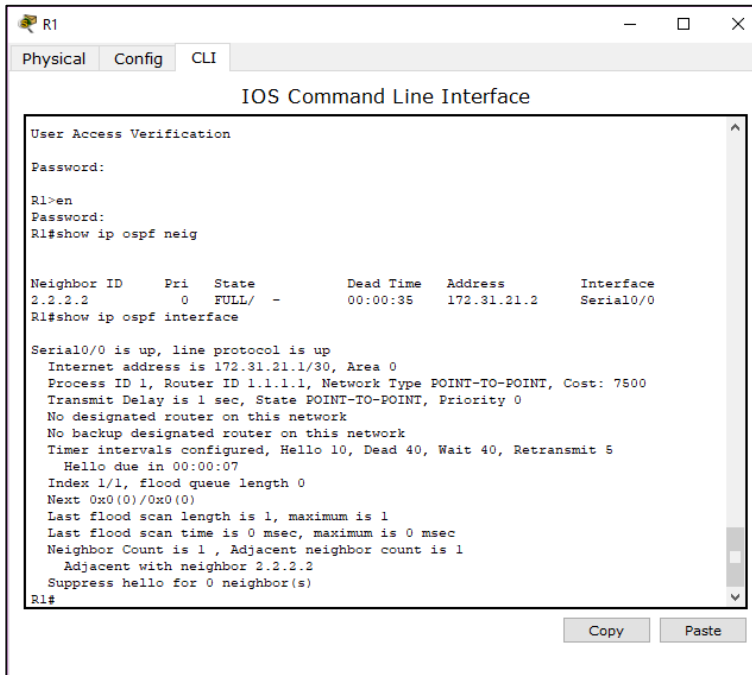 R1
Physical Config CLI
IOS Command Line Interface
User Access Verification
Password:
R1>en
Password:
R1#show ip ospf neig
Neighbor ID Pri State Dead Time Address Interface
2.2.2.2 0 FULL/ - 00:00:35 172.31.21.2 Serial0/0
R1#show ip ospf interface
Serial0/0 is up, line protocol is up
Internet address is 172.31.21.1/30, Area 0
Process ID 1, Router ID 1.1.1.1, Network Type POINT-TO-POINT, Cost: 7500
Transmit Delay is 1 sec, State POINT-TO-POINT, Priority 0
No designated router on this network
No backup designated router on this network
Timer intervals configured, Hello 10, Dead 40, Wait 40, Retransmit 5
Hello due in 00:00:07
Index 1/1, flood queue length 0
Next 0x0(0)/0x0(0)
Last flood scan length is 1, maximum is 1
Last flood scan time is 0 msec, maximum is 0 msec
Neighbor Count is 1 , Adjacent neighbor count is 1
Adjacent with neighbor 2.2.2.2
Suppress hello for 0 neighbor(s)
R1#
Copy Paste